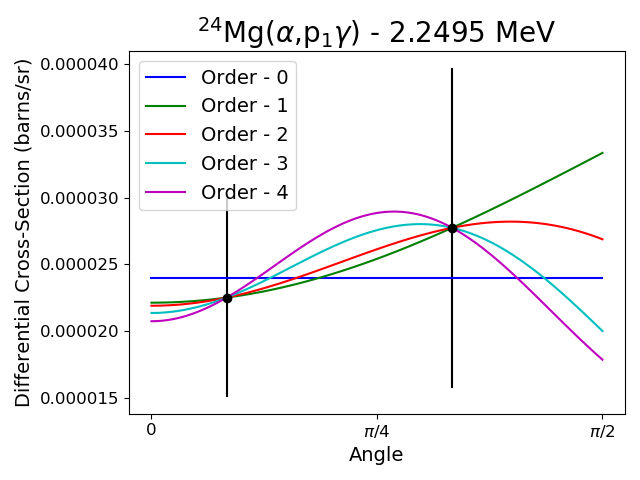 ²⁴Mg(α,p₁γ) - 2.2495 MeV
Differential Cross-Section (barns/sr)
0.000040
0.000035
0.000030
0.000025
0.000020
0.000015
Order - 0
Order - 1
Order - 2
Order - 3
Order - 4
0
π/4
π/2
Angle